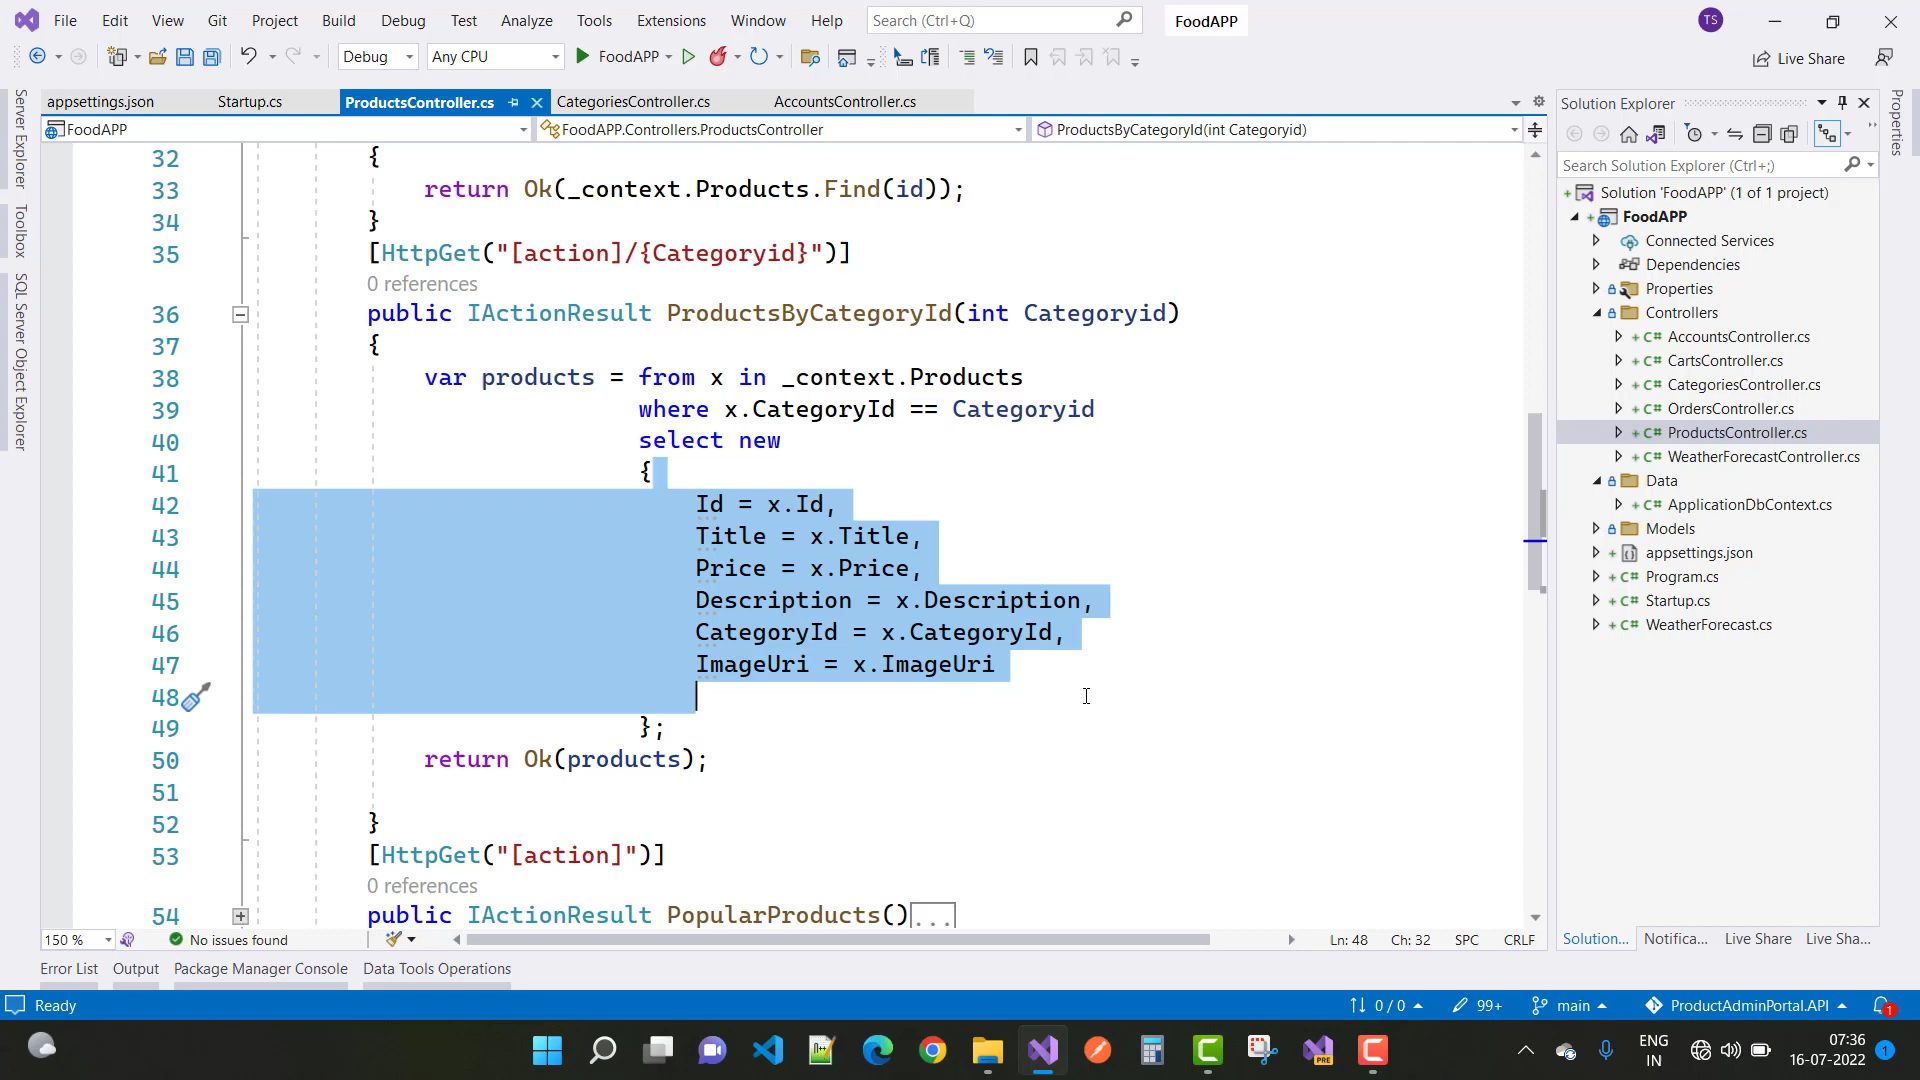 File Edit View Git Project Build Debug Test Analyze Tools Extensions Window Help Search (Ctrl+Q) FoodAPP TS
Debug Any CPU FoodAPP Live Share
appsettings.json Startup.cs ProductsController.cs CategoriesController.cs AccountsController.cs
FoodAPP FoodAPP.Controllers.ProductsController ProductsByCategoryId(int Categoryid)
Server Explorer
Toolbox
SQL Server Object Explorer
32 {
33 return Ok(_context.Products.Find(id));
34 }
35 [HttpGet("[action]/{Categoryid}")]
0 references
36 public IActionResult ProductsByCategoryId(int Categoryid)
37 {
38 var products = from x in _context.Products
39 where x.CategoryId == Categoryid
40 select new
41 {
42 Id = x.Id,
43 Title = x.Title,
44 Price = x.Price,
45 Description = x.Description,
46 CategoryId = x.CategoryId,
47 ImageUri = x.ImageUri
48
49 };
50 return Ok(products);
51
52 }
53 [HttpGet("[action]")]
0 references
54 public IActionResult PopularProducts()...
150 % No issues found Ln: 48 Ch: 32 SPC CRLF
Error List Output Package Manager Console Data Tools Operations
Solution Explorer
Search Solution Explorer (Ctrl+;)
Solution 'FoodAPP' (1 of 1 project)
FoodAPP
Connected Services
Dependencies
Properties
Controllers
C# AccountsController.cs
C# CartsController.cs
C# CategoriesController.cs
C# OrdersController.cs
C# ProductsController.cs
C# WeatherForecastController.cs
Data
C# ApplicationDbContext.cs
Models
appsettings.json
C# Program.cs
C# Startup.cs
C# WeatherForecast.cs
Solution... Notifica... Live Share Live Sha...
Properties
Ready 0 / 0 99+ main ProductAdminPortal.API 1
PRE ENG IN 07:36 16-07-2022 1